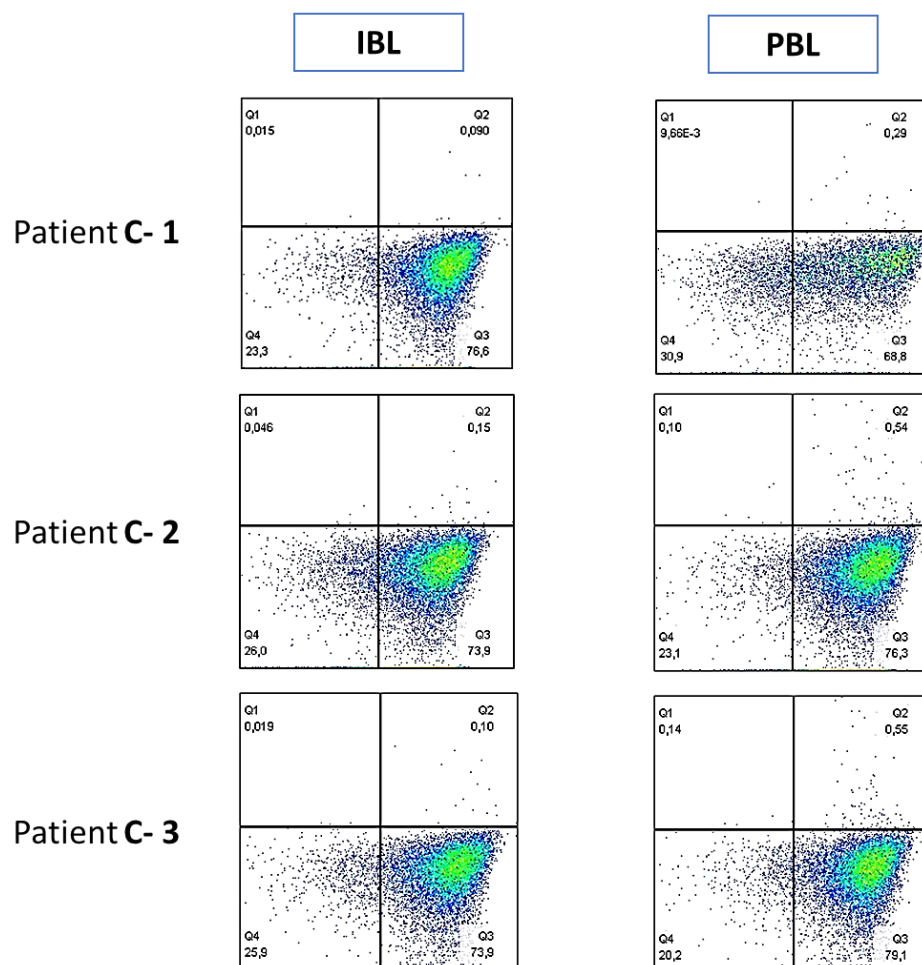 IBL
PBL
Patient C- 1
Q1
0,015
Q2
0,090
Q4
23,3
Q3
76,6
Q1
9,66E-3
Q2
0,29
Q4
30,9
Q3
68,8
Patient C- 2
Q1
0,046
Q2
0,15
Q4
26,0
Q3
73,9
Q1
0,10
Q2
0,54
Q4
23,1
Q3
76,3
Patient C- 3
Q1
0,019
Q2
0,10
Q4
25,9
Q3
73,9
Q1
0,14
Q2
0,55
Q4
20,2
Q3
79,1